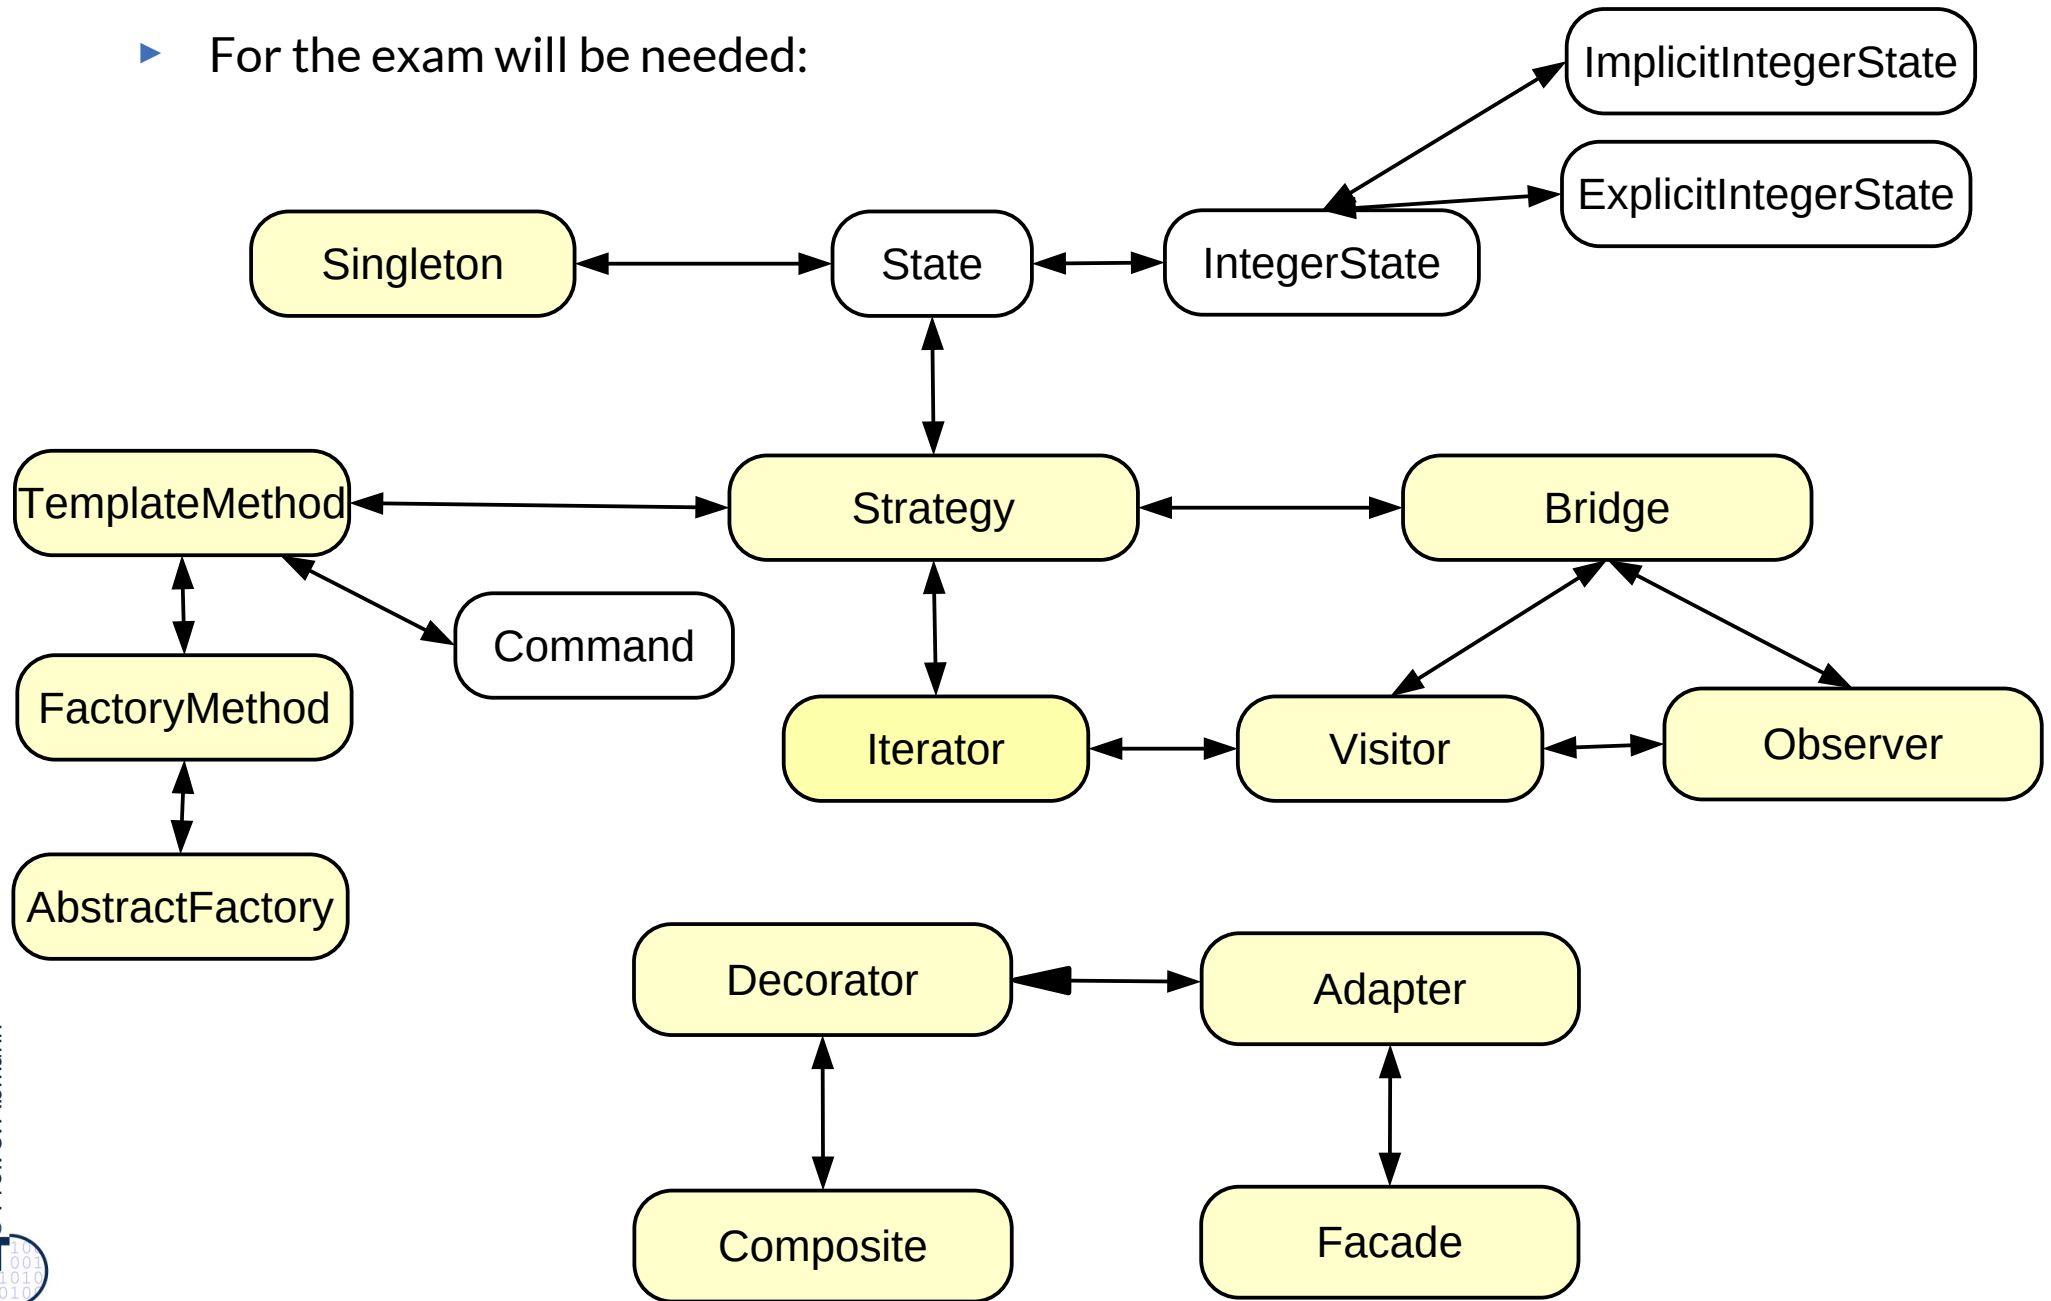 ► For the exam will be needed:
ImplicitIntegerState
ExplicitIntegerState
Singleton
State
IntegerState
TemplateMethod
Strategy
Bridge
Command
FactoryMethod
Iterator
Visitor
Observer
AbstractFactory
Decorator
Adapter
Composite
Facade